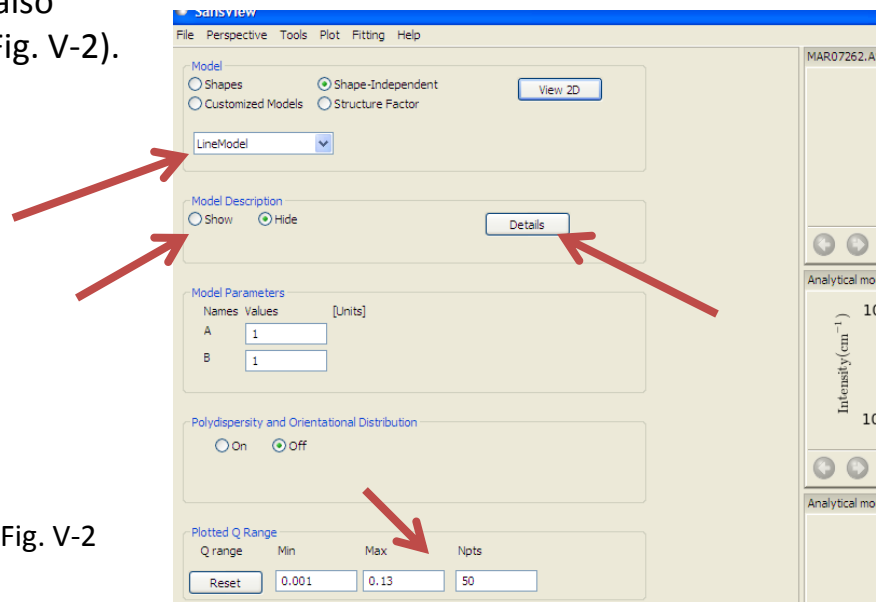 also
Fig. V-2).
SansView
File Perspective Tools Plot Fitting Help
MAR07262.A
Model
Shapes Shape-Independent
Customized Models Structure Factor
View 2D
LineModel
Model Description
Show Hide
Details
Model Parameters
Names Values [Units]
A 1
B 1
Analytical mo
Intensity(cm⁻¹)
10
10
Polydispersity and Orientational Distribution
On Off
Analytical mo
Fig. V-2
Plotted Q Range
Q range Min Max Npts
Reset 0.001 0.13 50